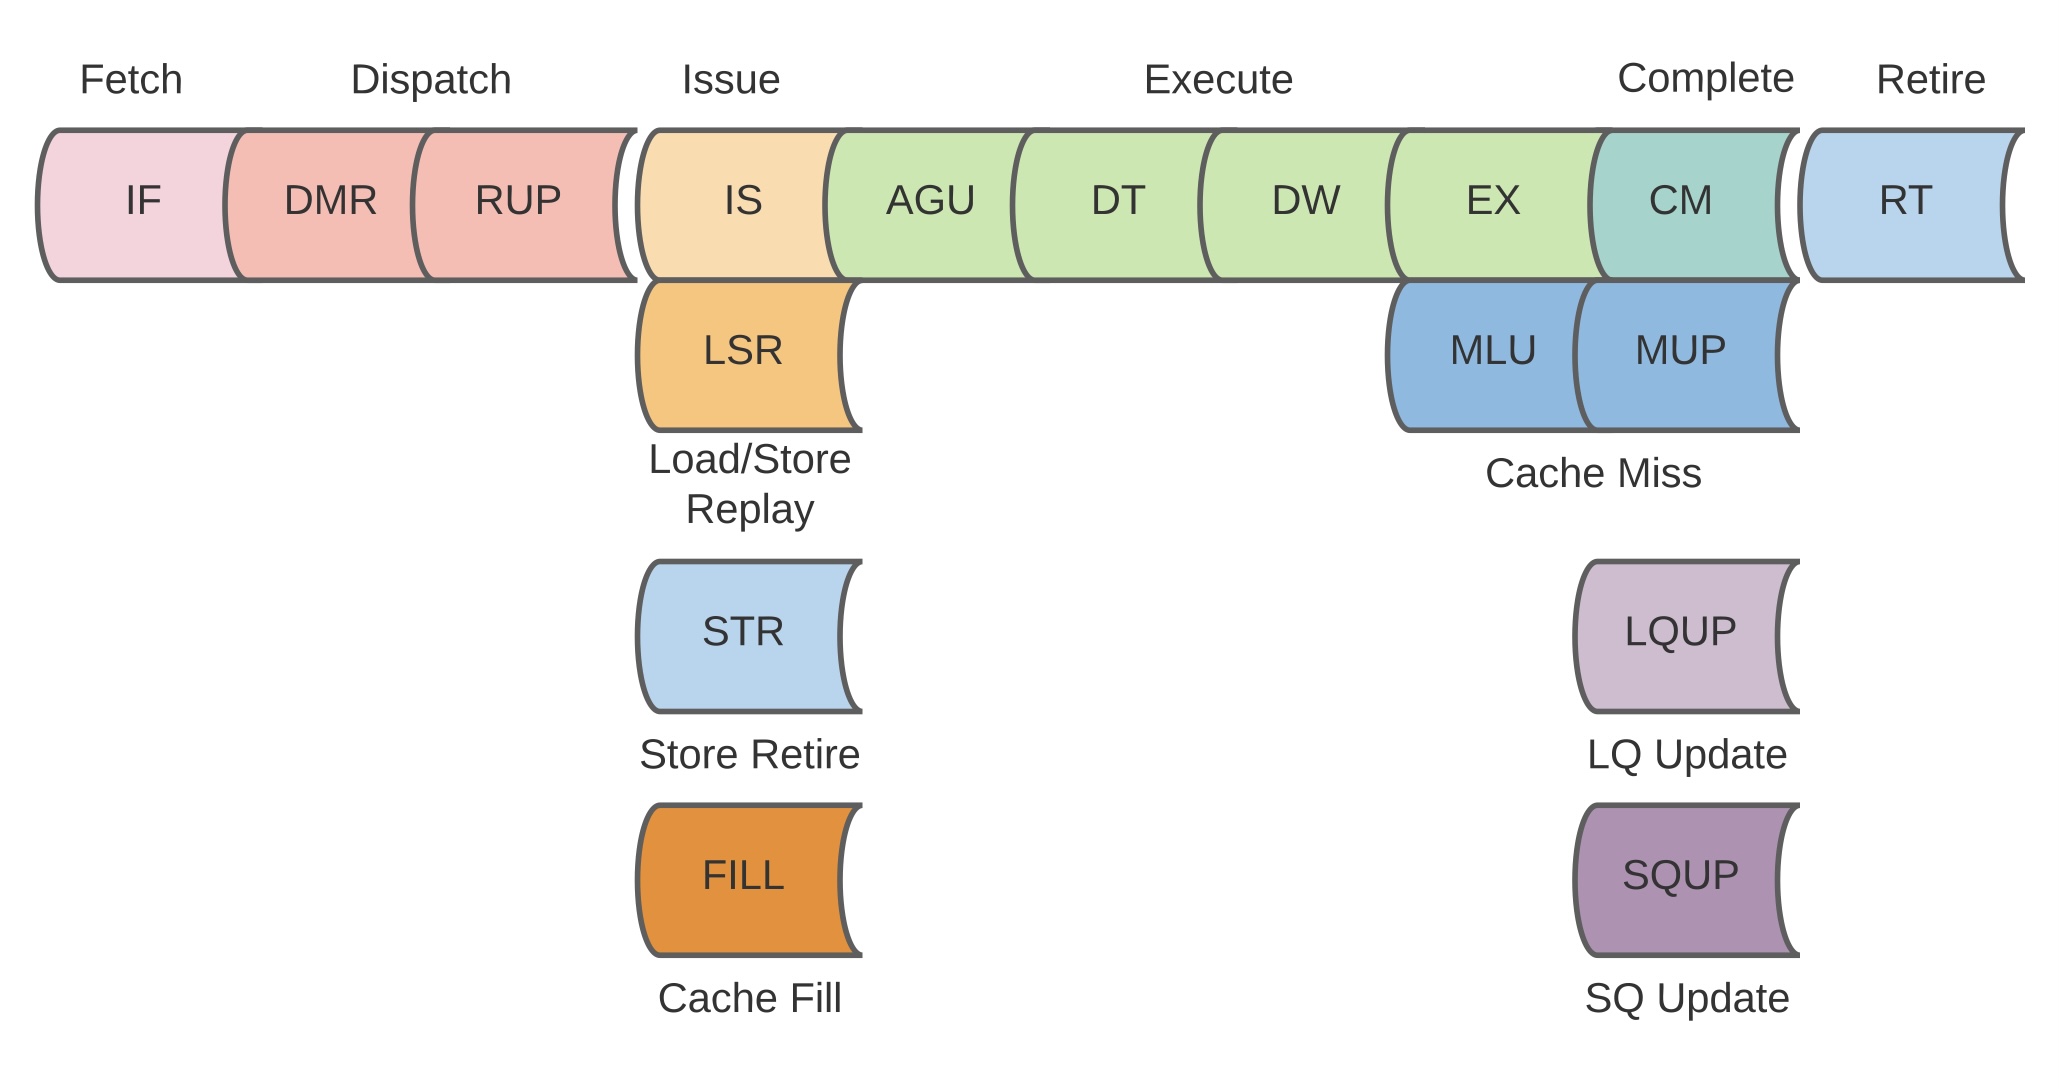 Fetch Dispatch Issue Execute Complete Retire
IF DMR RUP IS AGU DT DW EX CM RT
LSR MLU MUP
Load/Store
Replay
Cache Miss
STR LQUP
Store Retire LQ Update
FILL SQUP
Cache Fill SQ Update